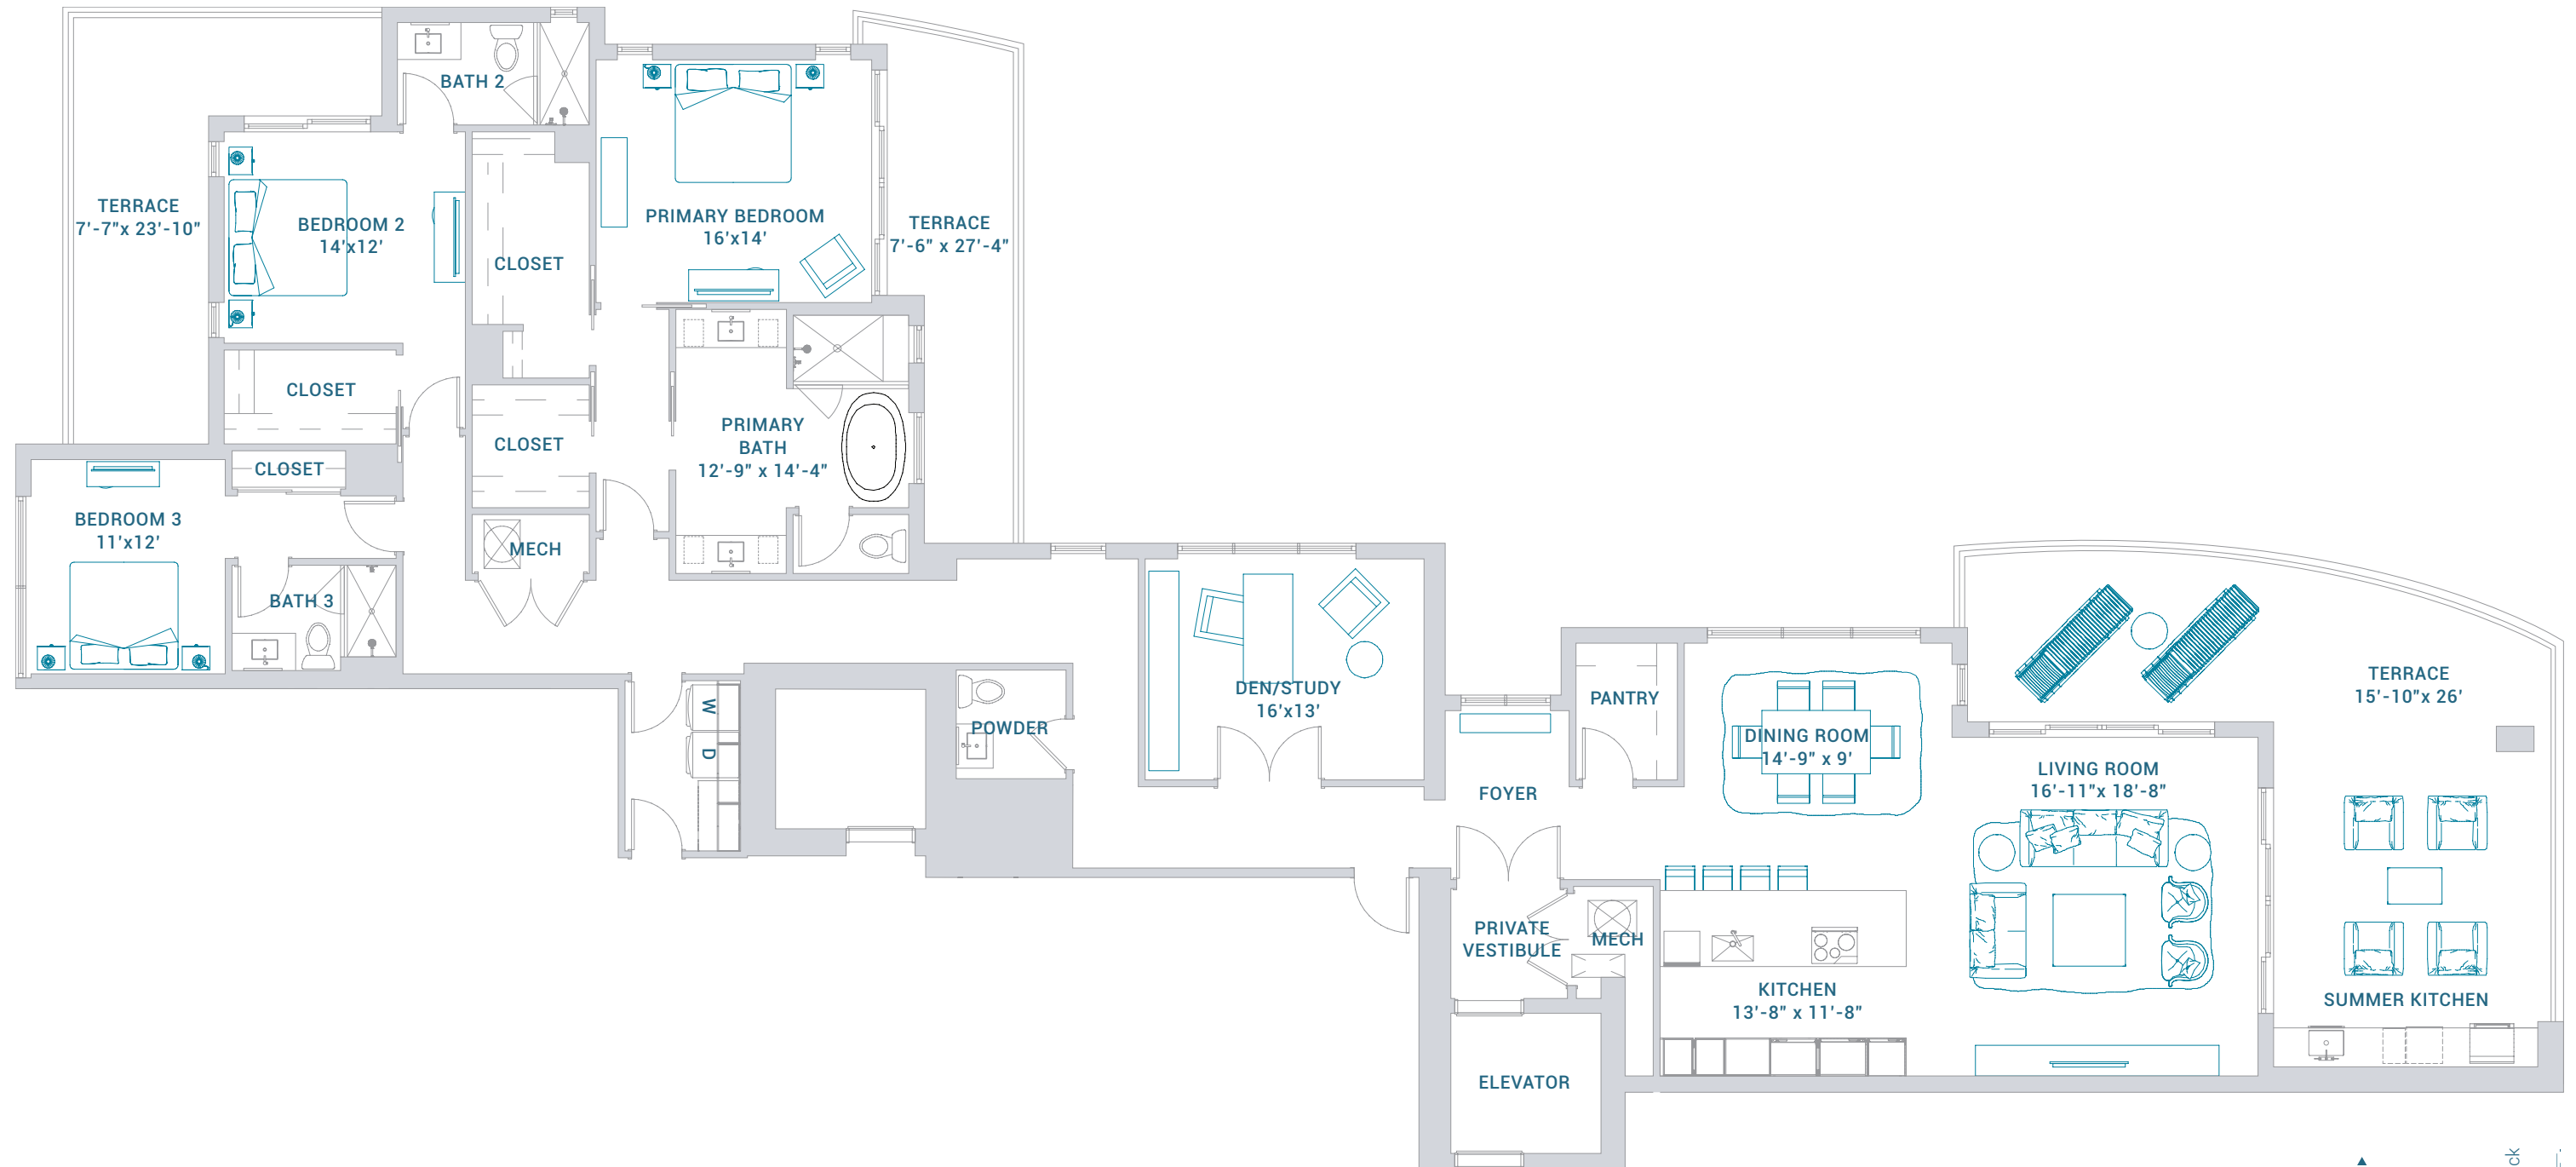 BATH 2
TERRACE
7'-7"x 23'-10"
BEDROOM 2
14'x12'
CLOSET
PRIMARY BEDROOM
16'x14'
TERRACE
7'-6" x 27'-4"
CLOSET
CLOSET
PRIMARY
BATH
12'-9" x 14'-4"
CLOSET
BEDROOM 3
11'x12'
MECH
BATH 3
W
D
POWDER
DEN/STUDY
16'x13'
FOYER
PANTRY
DINING ROOM
14'-9" x 9'
LIVING ROOM
16'-11"x 18'-8"
TERRACE
15'-10"x 26'
PRIVATE
VESTIBULE
MECH
KITCHEN
13'-8" x 11'-8"
SUMMER KITCHEN
ELEVATOR
ck